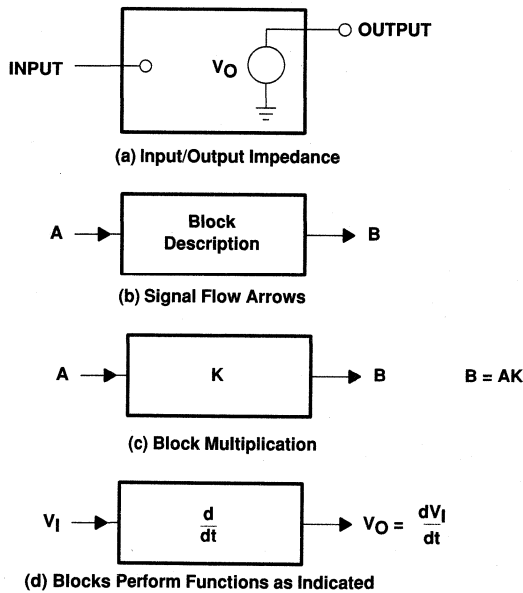 OUTPUT
INPUT
VO
(a) Input/Output Impedance
A
Block
Description
B
(b) Signal Flow Arrows
A
K
B
B = AK
(c) Block Multiplication
VI
d
dt
VO = dVI
dt
(d) Blocks Perform Functions as Indicated